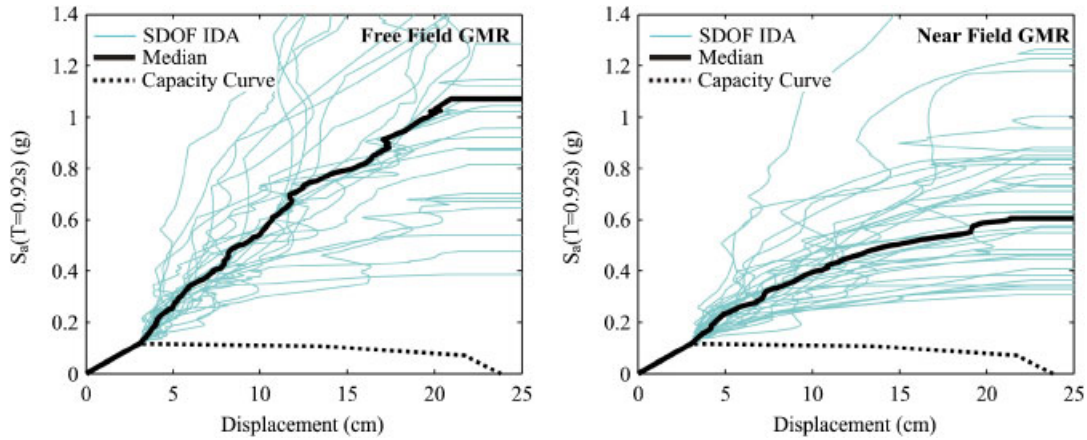 1.4
1.2
1
0.8
0.6
0.4
0.2
0
Sa(T=0.92s) (g)
SDOF IDA
Median
Capacity Curve
Free Field GMR
0 5 10 15 20 25
Displacement (cm)
1.4
1.2
1
0.8
0.6
0.4
0.2
0
Sa(T=0.92s) (g)
SDOF IDA
Median
Capacity Curve
Near Field GMR
0 5 10 15 20 25
Displacement (cm)